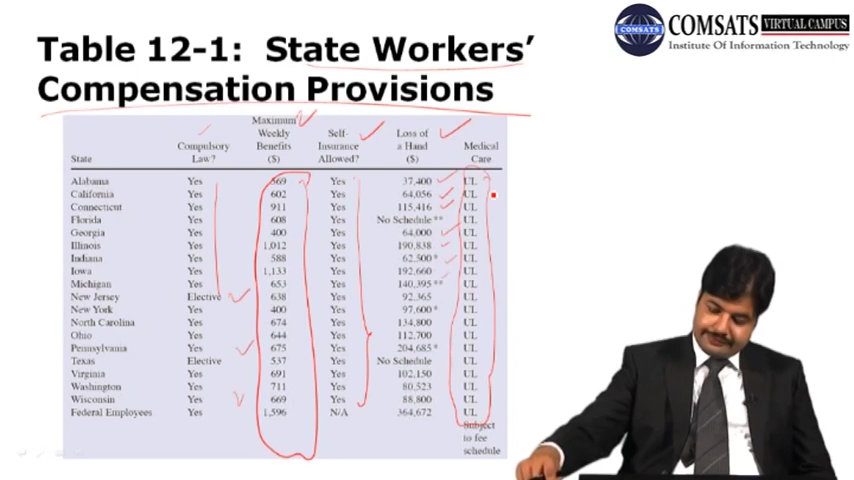 COMSATS VIRTUAL CAMPUS
COMSATS
Institute Of Information Technology
Table 12-1: State Workers'
Compensation Provisions
State Compulsory Law? Maximum Weekly Benefits ($) Self-Insurance Allowed? Loss of a Hand ($) Medical Care
Alabama Yes 569 Yes 37,400 UL
California Yes 602 Yes 64,056 UL
Connecticut Yes 911 Yes 115,416 UL
Florida Yes 608 Yes No Schedule** UL
Georgia Yes 400 Yes 64,000 UL
Illinois Yes 1,012 Yes 190,838 UL
Indiana Yes 588 Yes 62,500* UL
Iowa Yes 1,133 Yes 192,660 UL
Michigan Yes 653 Yes 140,395** UL
New Jersey Elective 638 Yes 92,365 UL
New York Yes 400 Yes 97,600* UL
North Carolina Yes 674 Yes 134,800 UL
Ohio Yes 644 Yes 112,700 UL
Pennsylvania Yes 675 Yes 204,685* UL
Texas Elective 537 Yes No Schedule UL
Virginia Yes 691 Yes 102,150 UL
Washington Yes 711 Yes 80,523 UL
Wisconsin Yes 669 Yes 88,800 UL
Federal Employees Yes 1,596 N/A 364,672 UL
Subject
to fee
schedule